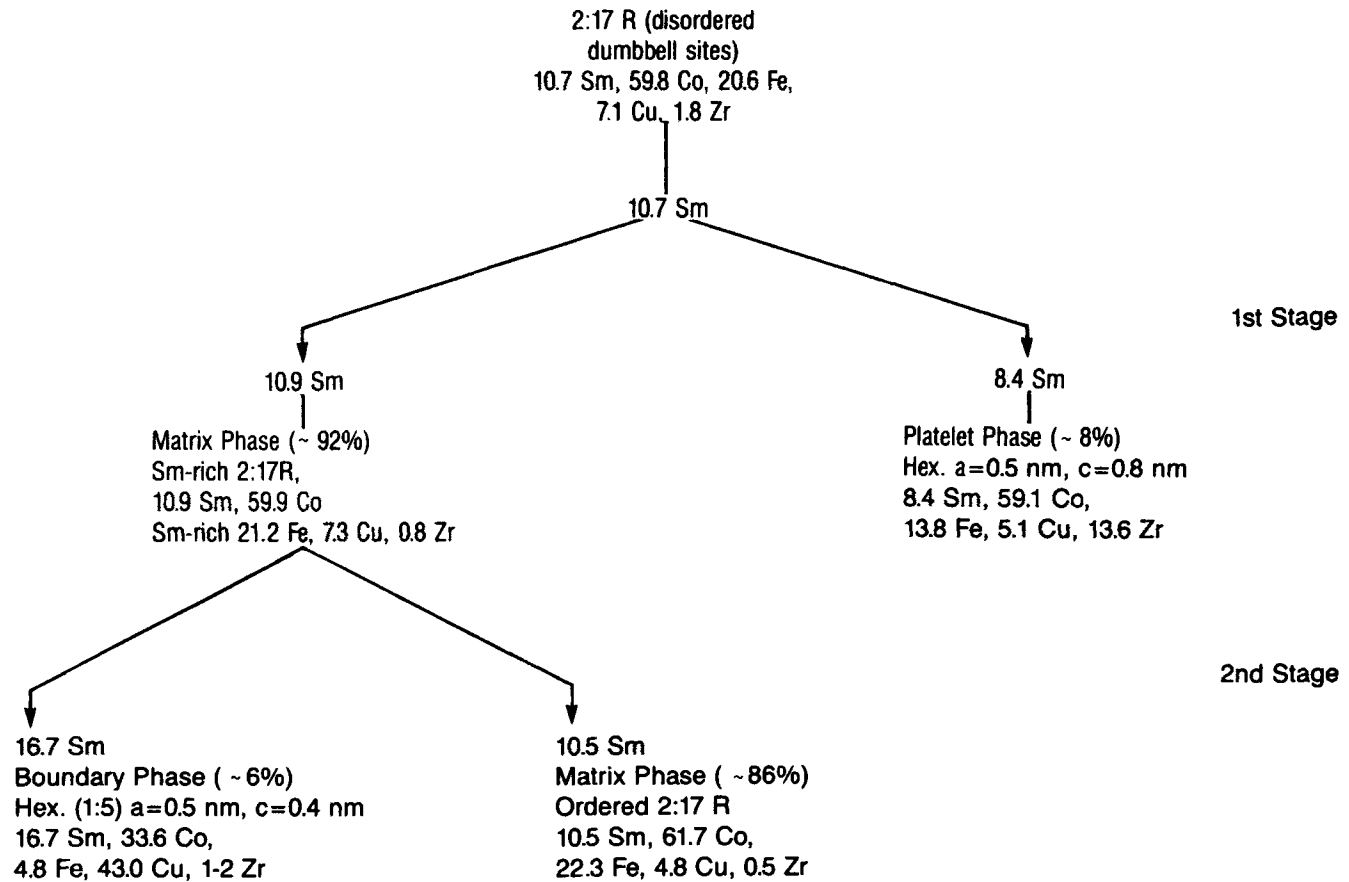 2:17 R (disordered
dumbbell sites)
10.7 Sm, 59.8 Co, 20.6 Fe,
7.1 Cu, 1.8 Zr
10.7 Sm
1st Stage
10.9 Sm
Matrix Phase (~ 92%)
Sm-rich 2:17R,
10.9 Sm, 59.9 Co
Sm-rich 21.2 Fe, 7.3 Cu, 0.8 Zr
8.4 Sm
Platelet Phase (~ 8%)
Hex. a=0.5 nm, c=0.8 nm
8.4 Sm, 59.1 Co,
13.8 Fe, 5.1 Cu, 13.6 Zr
2nd Stage
16.7 Sm
Boundary Phase ( ~6%)
Hex. (1:5) a=0.5 nm, c=0.4 nm
16.7 Sm, 33.6 Co,
4.8 Fe, 43.0 Cu, 1-2 Zr
10.5 Sm
Matrix Phase ( ~86%)
Ordered 2:17 R
10.5 Sm, 61.7 Co,
22.3 Fe, 4.8 Cu, 0.5 Zr